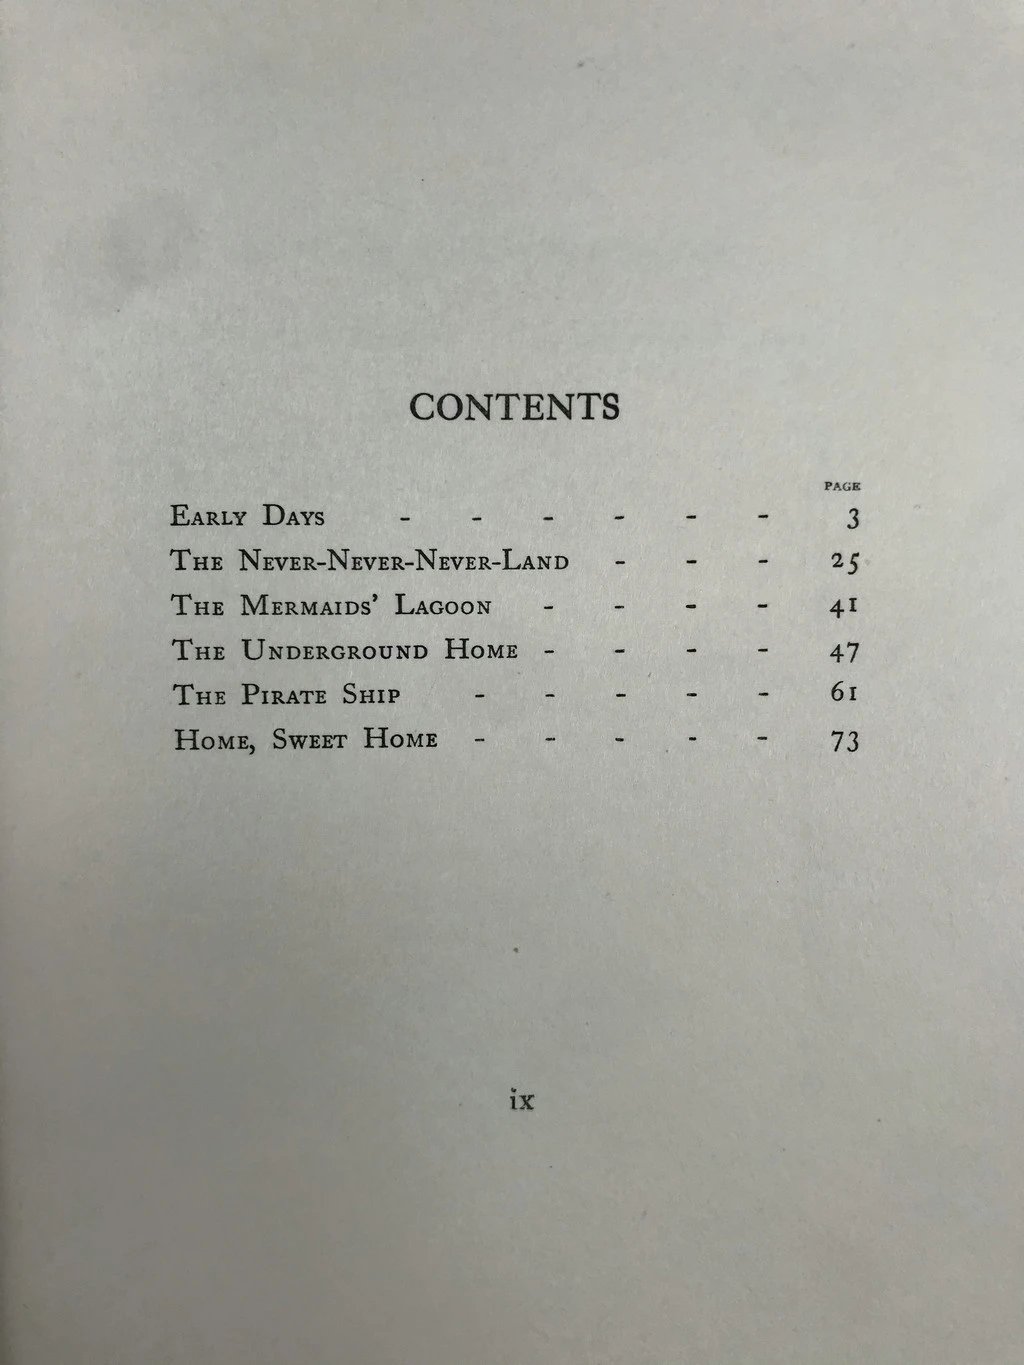 CONTENTS
PAGE
Early Days - - - - - - 3
The Never-Never-Never-Land - - - 25
The Mermaids' Lagoon - - - - 41
The Underground Home - - - - 47
The Pirate Ship - - - - - 61
Home, Sweet Home - - - - - 73
ix